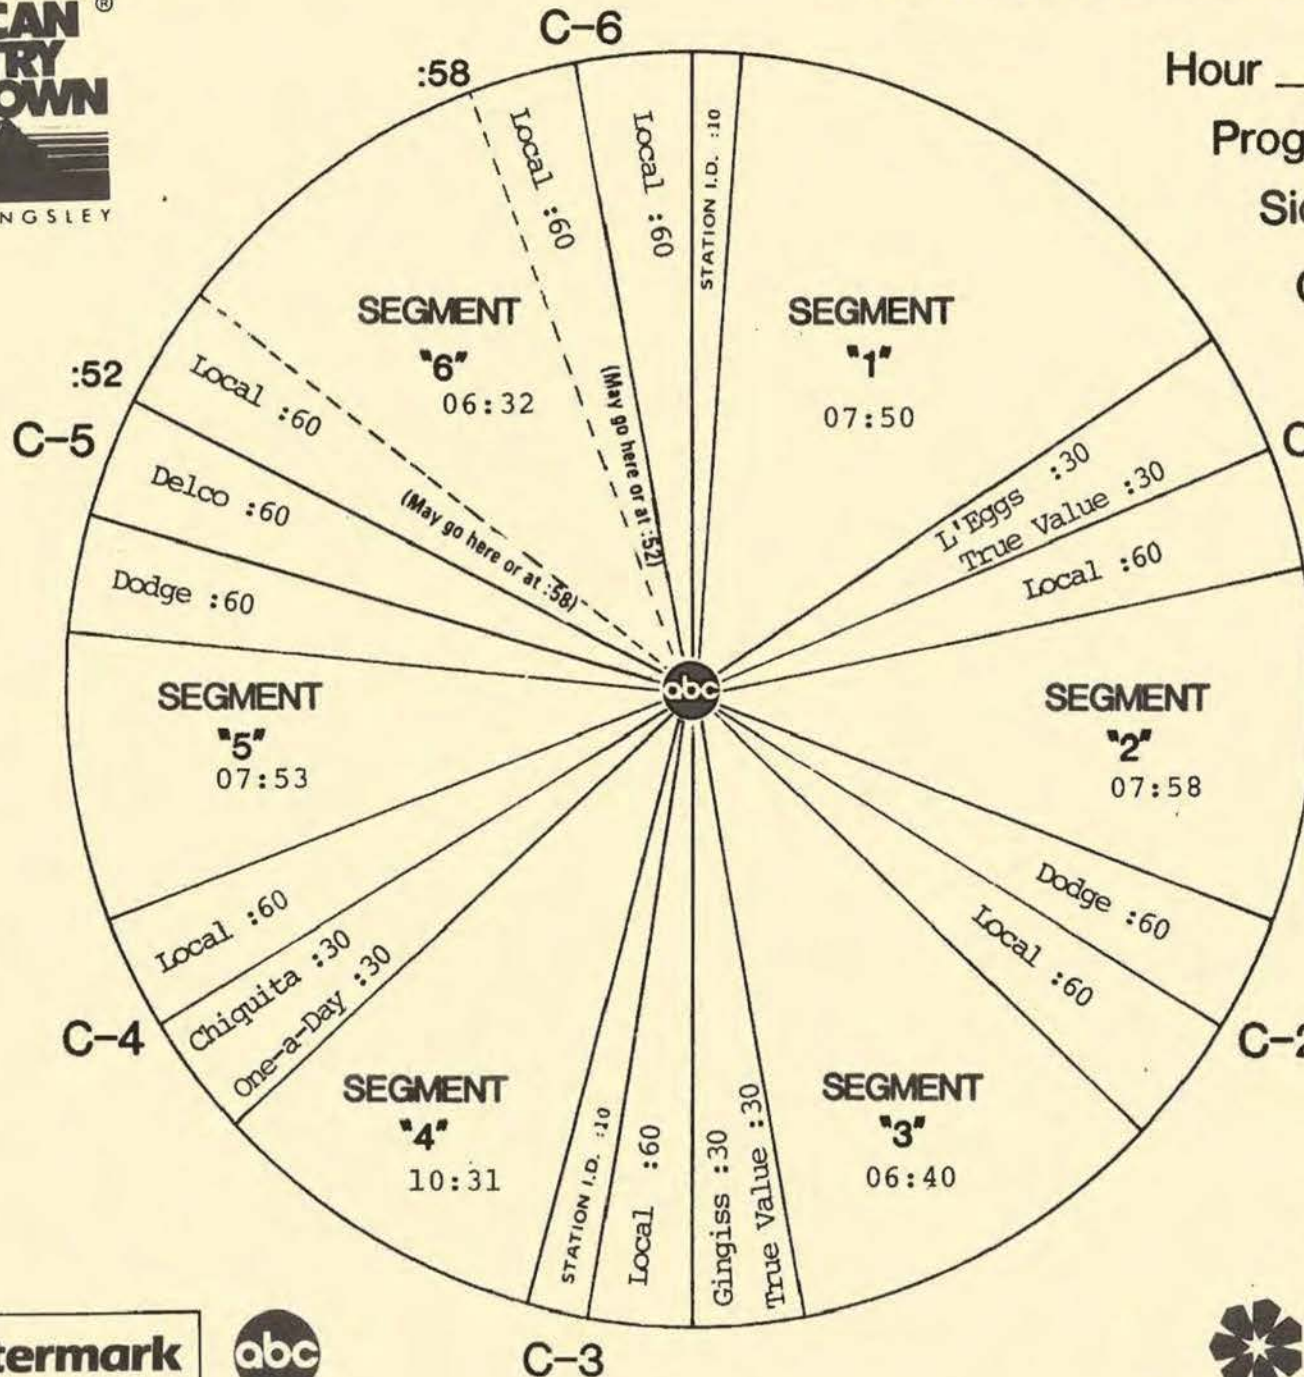 ®
C-6
:58
Hour
:52
C-5
Local :60
Local :60
STATION I.D. :10
SEGMENT
"1"
07:50
L'Eggs :30
True Value :30
Local :60
SEGMENT
"2"
07:58
Dodge :60
Local :60
SEGMENT
"3"
06:40
Gingiss :30
True Value :30
C-3
Local :60
STATION I.D. :10
SEGMENT
"4"
10:31
One-a-Day :30
Chiquita :30
C-4
Local :60
SEGMENT
"5"
07:53
Dodge :60
Delco :60
Local :60
(May go here or at :58)
SEGMENT
"6"
06:32
(May go here or at :52)
abc
abc